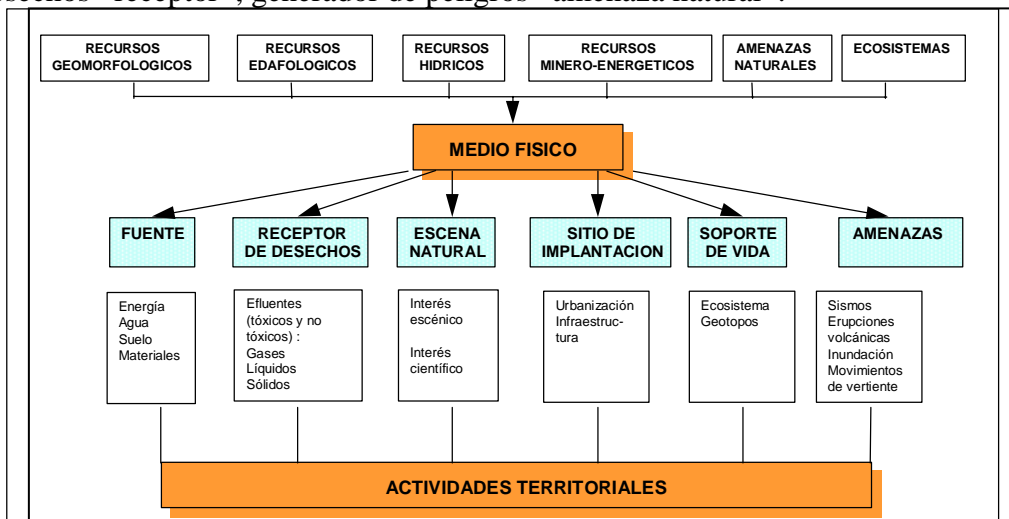 sechos "receptor", generador de peligros "amenaza natural".
RECURSOS
GEOMORFOLOGICOS
RECURSOS
EDAFOLOGICOS
RECURSOS
HIDRICOS
RECURSOS
MINERO-ENERGETICOS
AMENAZAS
NATURALES
ECOSISTEMAS
MEDIO FISICO
FUENTE
RECEPTOR
DE DESECHOS
ESCENA
NATURAL
SITIO DE
IMPLANTACION
SOPORTE
DE VIDA
AMENAZAS
Energía
Agua
Suelo
Materiales
Efluentes
(tóxicos y no
tóxicos) :
Gases
Líquidos
Sólidos
Interés
escénico
Interés
científico
Urbanización
Infraestruc-
tura
Ecosistema
Geotopos
Sismos
Erupciones
volcánicas
Inundación
Movimientos
de vertiente
ACTIVIDADES TERRITORIALES